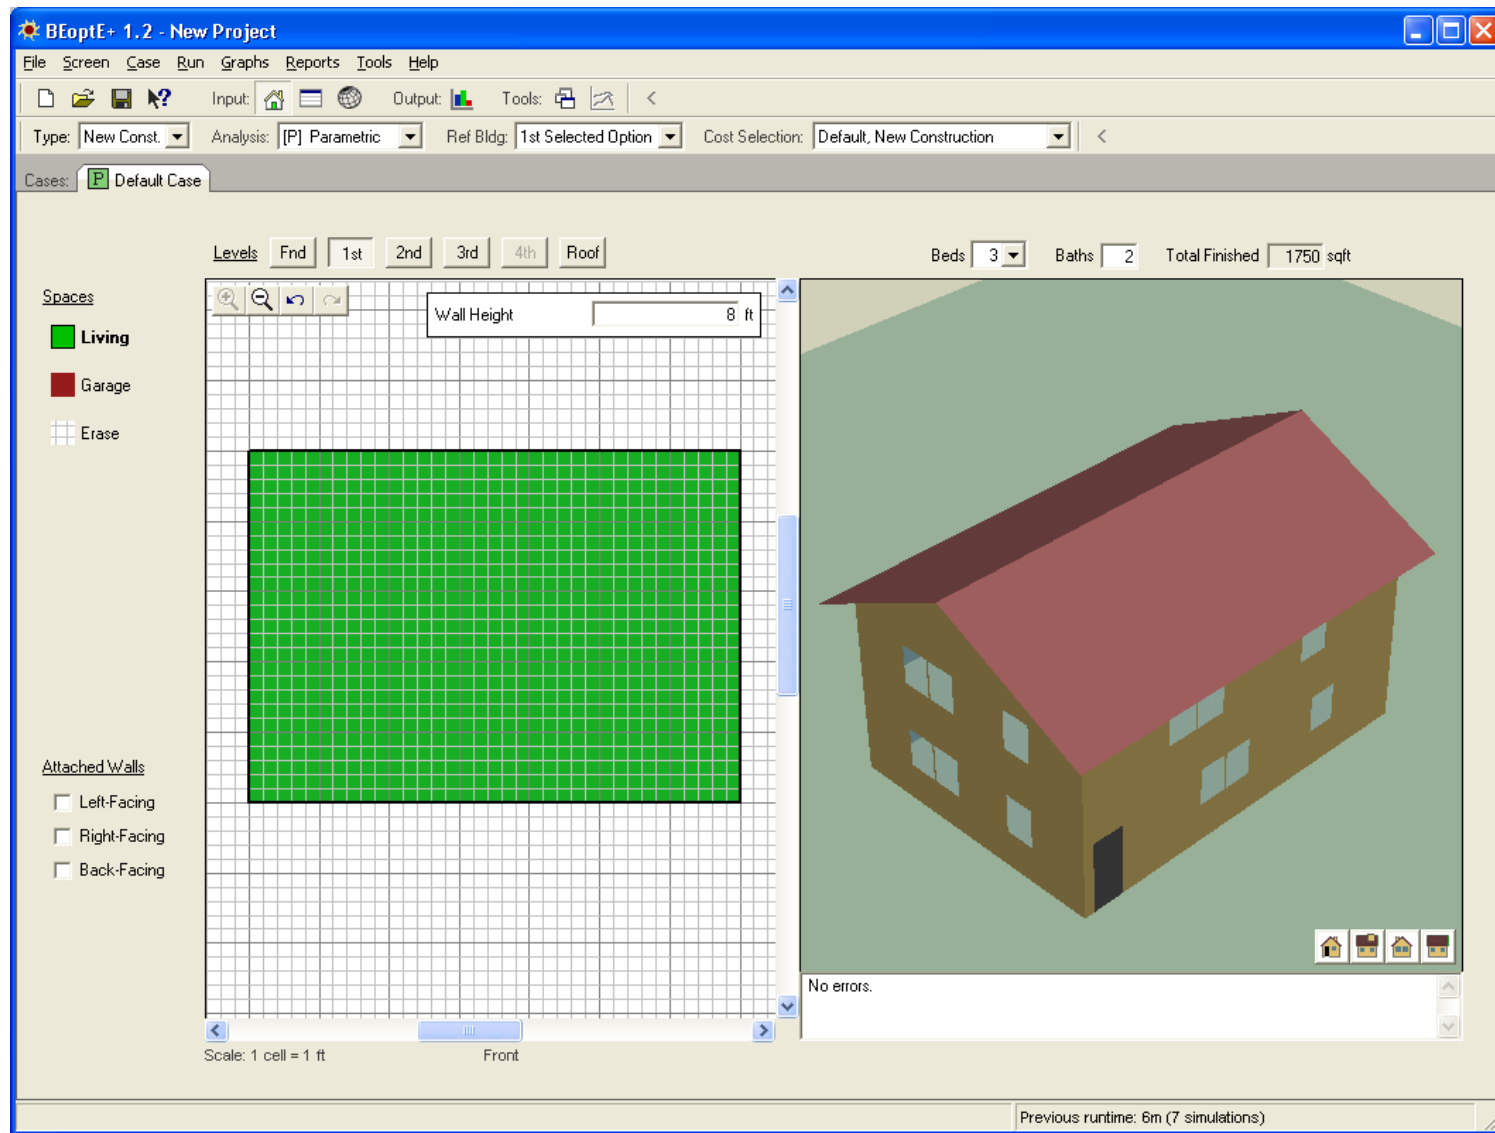 BEoptE+ 1.2 - New Project
File Screen Case Run Graphs Reports Tools Help
Input: Output: Tools: <
Type: New Const. Analysis: [P] Parametric Ref Bldg: 1st Selected Option Cost Selection: Default, New Construction <
Cases: P Default Case
Levels Fnd 1st 2nd 3rd 4th Roof Beds 3 Baths 2 Total Finished 1750 sqft
Spaces
Wall Height 8 ft
Living
Garage
Erase
Attached Walls
Left-Facing
Right-Facing
Back-Facing
No errors.
Scale: 1 cell = 1 ft Front
Previous runtime: 6m (7 simulations)